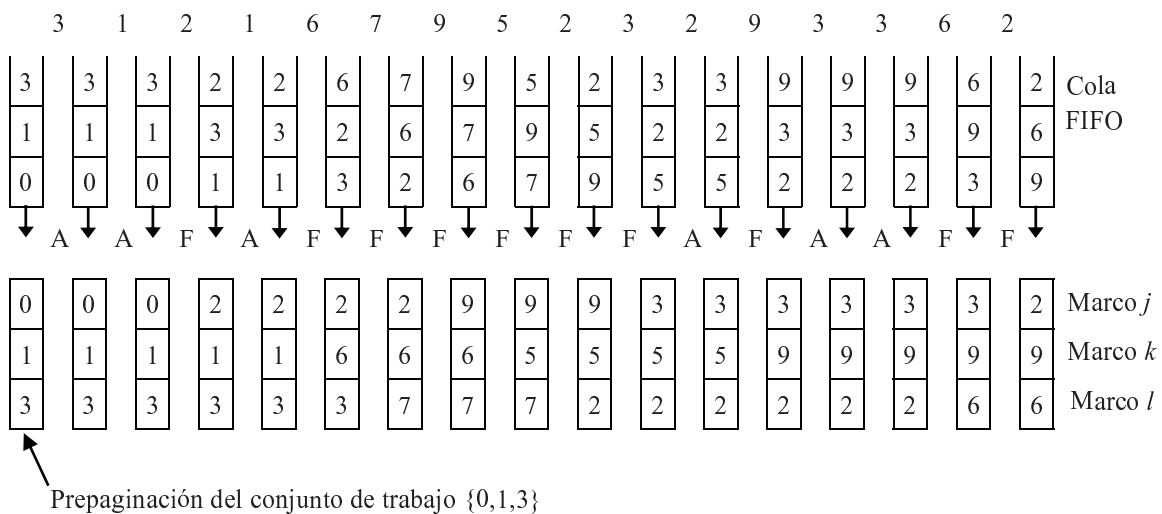 3 1 2 1 6 7 9 5 2 3 2 9 3 3 6 2
3 3 3 2 2 6 7 9 5 2 3 3 9 9 9 6 2 Cola
1 1 1 3 3 2 6 7 9 5 2 2 3 3 3 9 6 FIFO
0 0 0 1 1 3 2 6 7 9 5 5 2 2 2 3 9
A A F A F F F F F F A F A A F F
0 0 0 2 2 2 2 9 9 9 3 3 3 3 3 3 2 Marco j
1 1 1 1 1 6 6 6 5 5 5 5 9 9 9 9 9 Marco k
3 3 3 3 3 3 7 7 7 2 2 2 2 2 2 6 6 Marco l
Prepaginación del conjunto de trabajo {0,1,3}